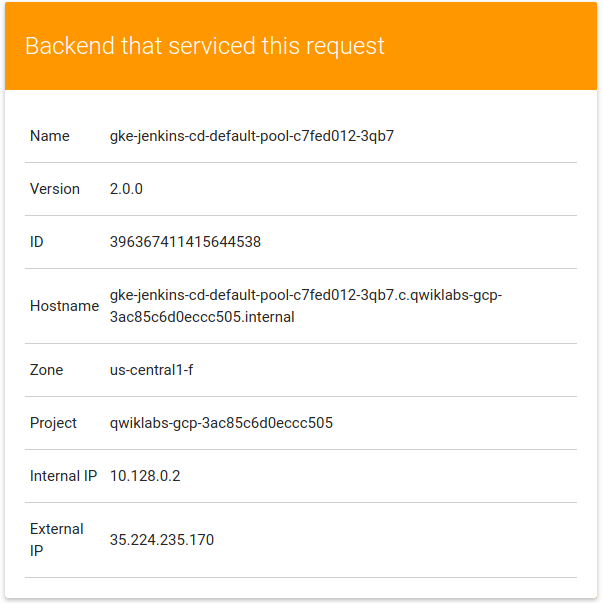 Backend that serviced this request
Name gke-jenkins-cd-default-pool-c7fed012-3qb7
Version 2.0.0
ID 396367411415644538
Hostname gke-jenkins-cd-default-pool-c7fed012-3qb7.c.qwiklabs-gcp-
3ac85c6d0eccc505.internal
Zone us-central1-f
Project qwiklabs-gcp-3ac85c6d0eccc505
Internal IP 10.128.0.2
External
IP 35.224.235.170